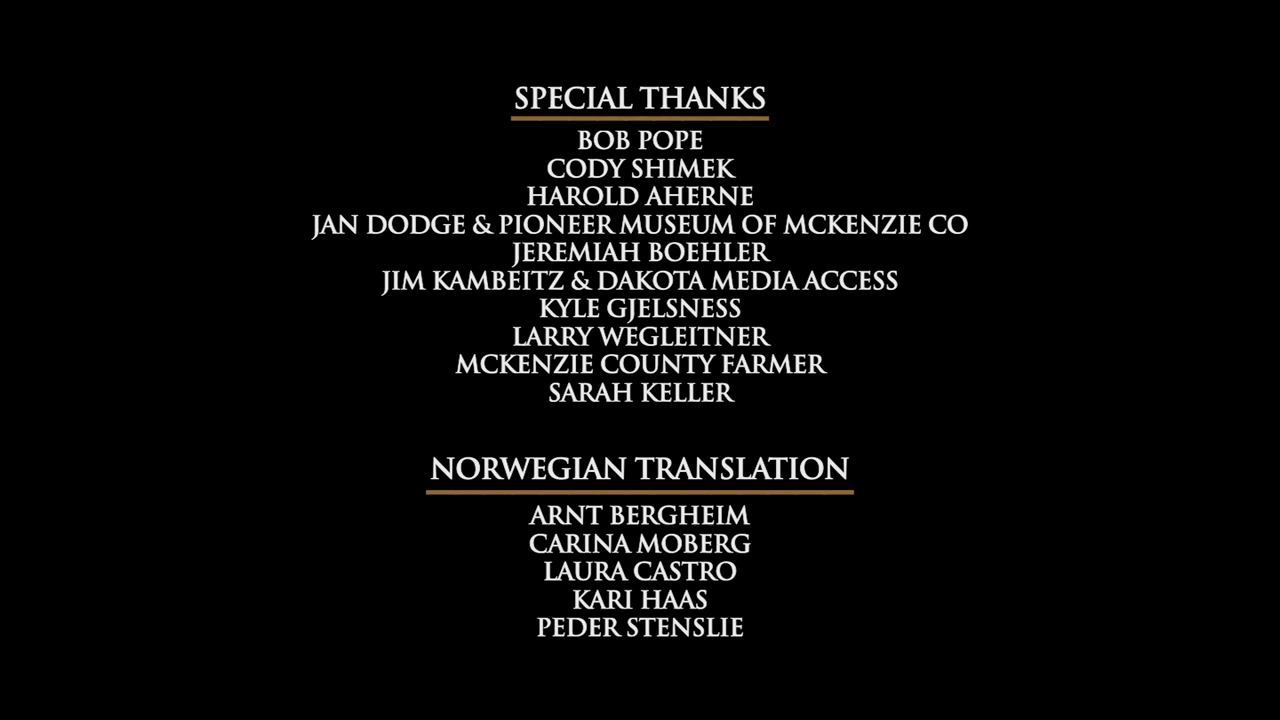 SPECIAL THANKS
BOB POPE
CODY SHIMEK
HAROLD AHERNE
JAN DODGE & PIONEER MUSEUM OF MCKENZIE CO
JEREMIAH BOEHLER
JIM KAMBEITZ & DAKOTA MEDIA ACCESS
KYLE GJELSNESS
LARRY WEGLEITNER
MCKENZIE COUNTY FARMER
SARAH KELLER
NORWEGIAN TRANSLATION
ARNT BERGHEIM
CARINA MOBERG
LAURA CASTRO
KARI HAAS
PEDER STENSLIE